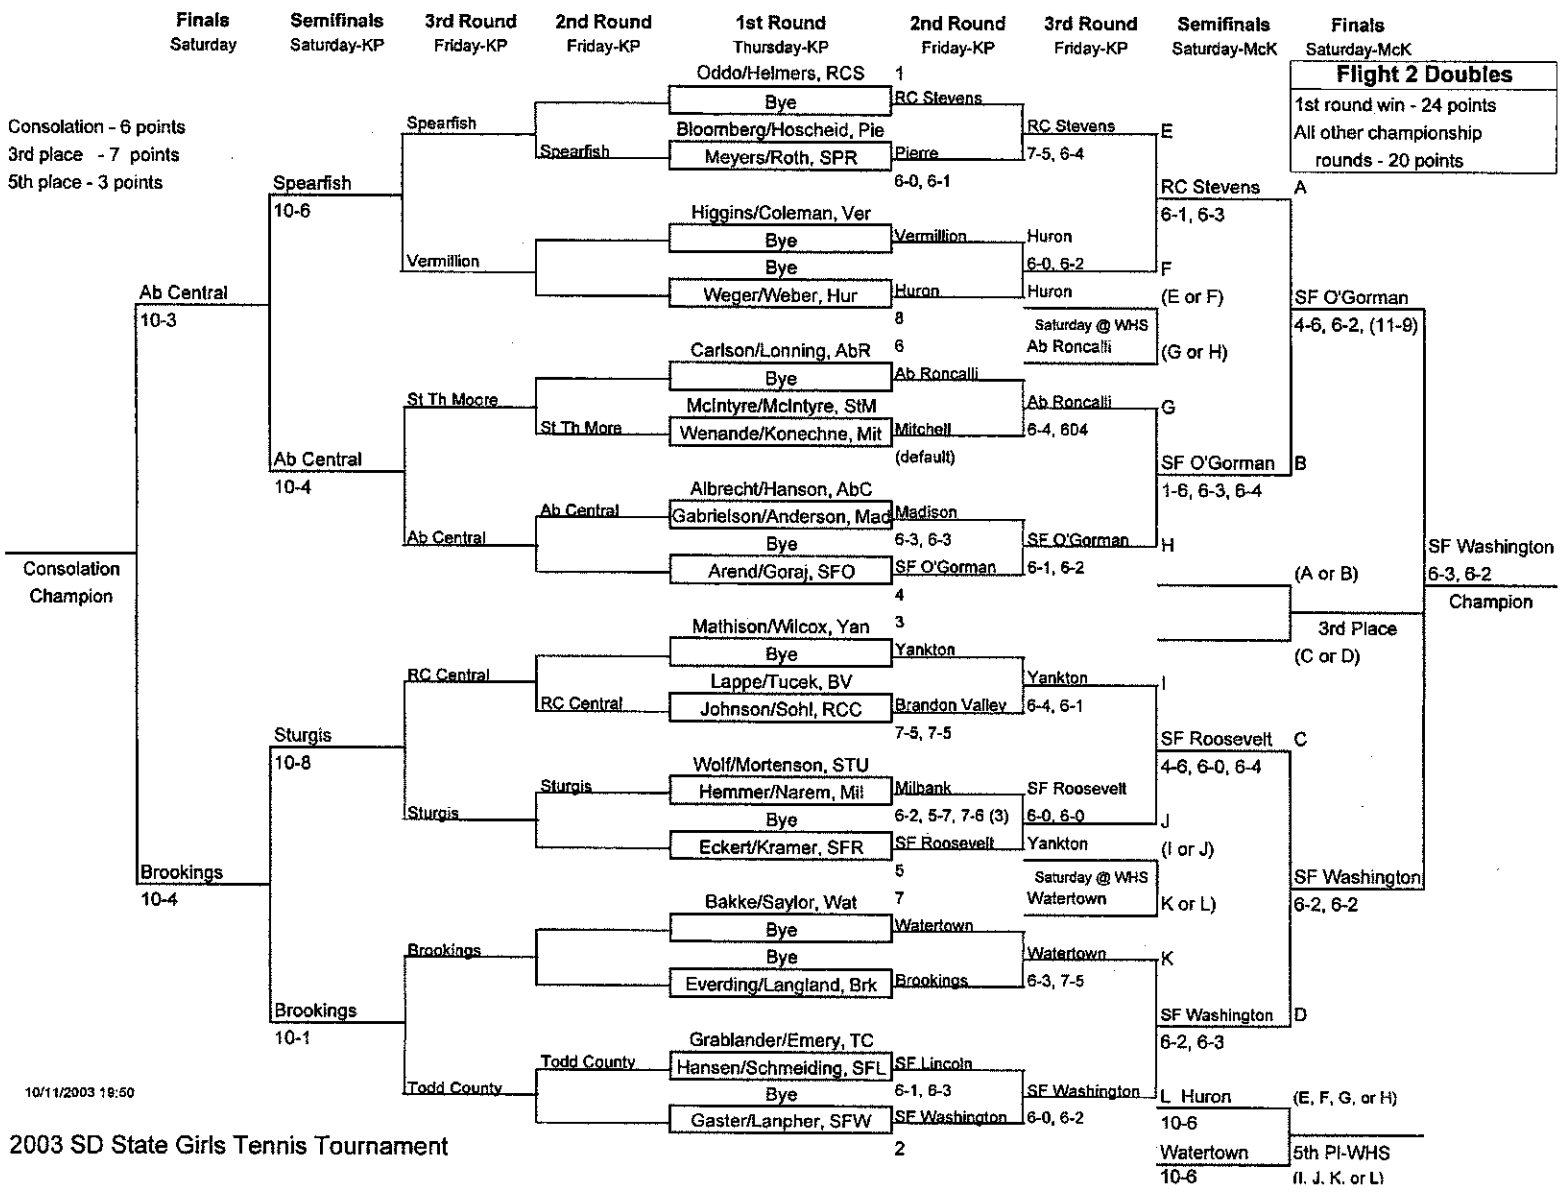 Finals Semifinals 3rd Round 2nd Round 1st Round 2nd Round 3rd Round Semifinals Finals
Saturday Saturday-KP Friday-KP Friday-KP Thursday-KP Friday-KP Friday-KP Saturday-McK Saturday-McK
Flight 2 Doubles
1st round win - 24 points
All other championship
rounds - 20 points
Consolation - 6 points
3rd place - 7 points
5th place - 3 points
Oddo/Helmers, RCS 1
Bye RC Stevens
Spearfish RC Stevens E
Bloomberg/Hoscheid, Pie
Spearfish Meyers/Roth, SPR Pierre 7-5, 6-4
6-0, 6-1
Spearfish RC Stevens A
10-6 6-1, 6-3
Higgins/Coleman, Ver
Bye Vermillion Huron
Vermillion Bye 6-0, 6-2 F
Weger/Weber, Hur Huron Huron (E or F)
Ab Central SF O'Gorman
10-3 4-6, 6-2, (11-9)
8 Saturday @ WHS
6 Ab Roncalli (G or H)
Carlson/Lonning, AbR
Bye Ab Roncalli
St Th Moore McIntyre/McIntyre, StM Ab Roncalli G
St Th More Wenande/Konechne, Mit Mitchell 6-4, 604
(default)
Ab Central SF O'Gorman B
10-4 1-6, 6-3, 6-4
Albrecht/Hanson, AbC
Ab Central Gabrielson/Anderson, Mad Madison
Ab Central Bye 6-3, 6-3 SF O'Gorman H
Arend/Goraj, SFO SF O'Gorman 6-1, 6-2
4
Consolation
Champion
(A or B)
SF Washington
6-3, 6-2
Champion
3rd Place
(C or D)
3
Mathison/Wilcox, Yan
Bye Yankton
RC Central Lappe/Tucek, BV Yankton I
RC Central Johnson/Sohl, RCC Brandon Valley 6-4, 6-1
7-5, 7-5
Sturgis SF Roosevelt C
10-8 4-6, 6-0, 6-4
Wolf/Mortenson, STU
Sturgis Hemmer/Narem, Mil Milbank SF Roosevelt
Sturgis Bye 6-2, 5-7, 7-6 (3) 6-0, 6-0 J
Eckert/Kramer, SFR SF Roosevelt Yankton (I or J)
Brookings SF Washington
10-4 6-2, 6-2
5 Saturday @ WHS
7 Watertown K or L)
Bakke/Saylor, Wat
Bye Watertown
Brookings Bye Watertown K
Everding/Langland, Brk Brookings 6-3, 7-5
Brookings SF Washington D
10-1 6-2, 6-3
Grablander/Emery, TC
Todd County Hansen/Schmeiding, SFL SF Lincoln
Todd County Bye 6-1, 6-3 SF Washington L Huron (E, F, G, or H)
Gaster/Lanpher, SFW SF Washington 6-0, 6-2 10-6
2
Watertown 5th Pl-WHS
10-6 (I, J, K, or L)
10/11/2003 19:50
2003 SD State Girls Tennis Tournament